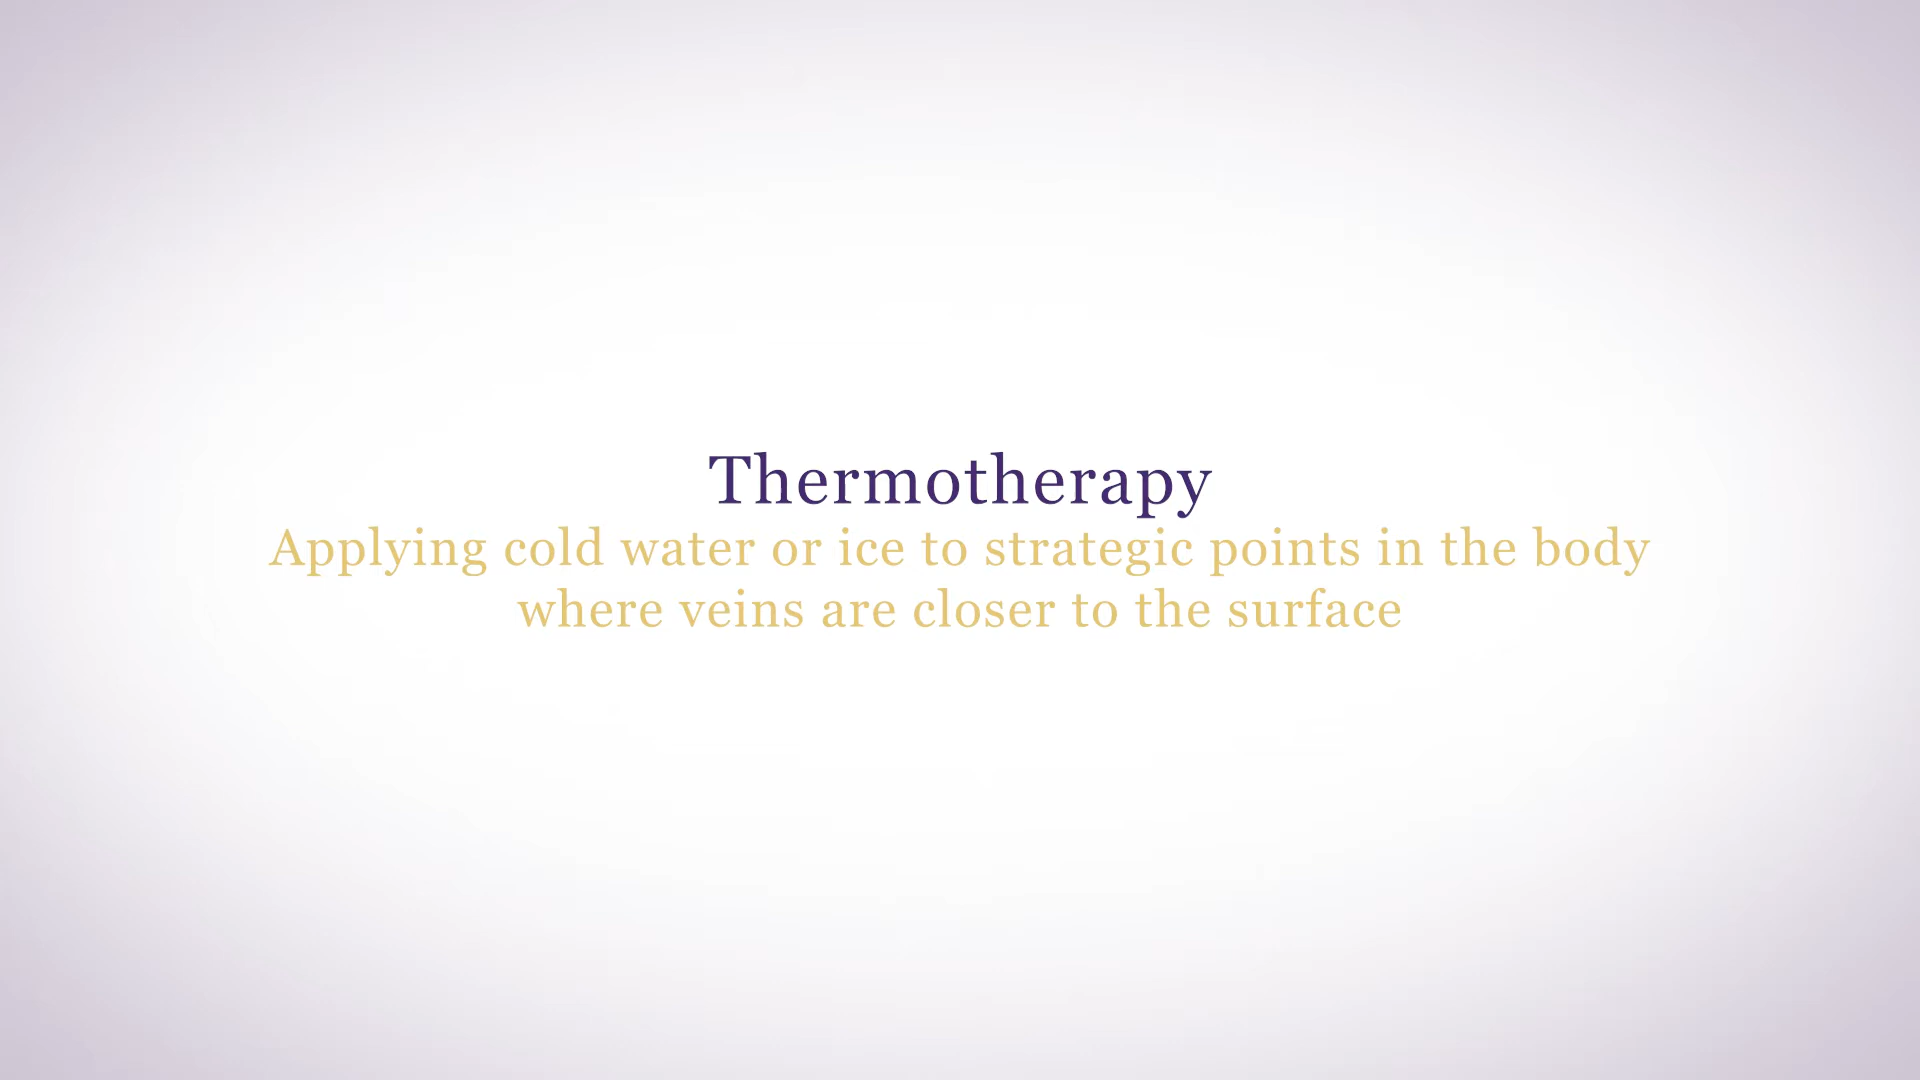 Thermotherapy
Applying cold water or ice to strategic points in the body
where veins are closer to the surface